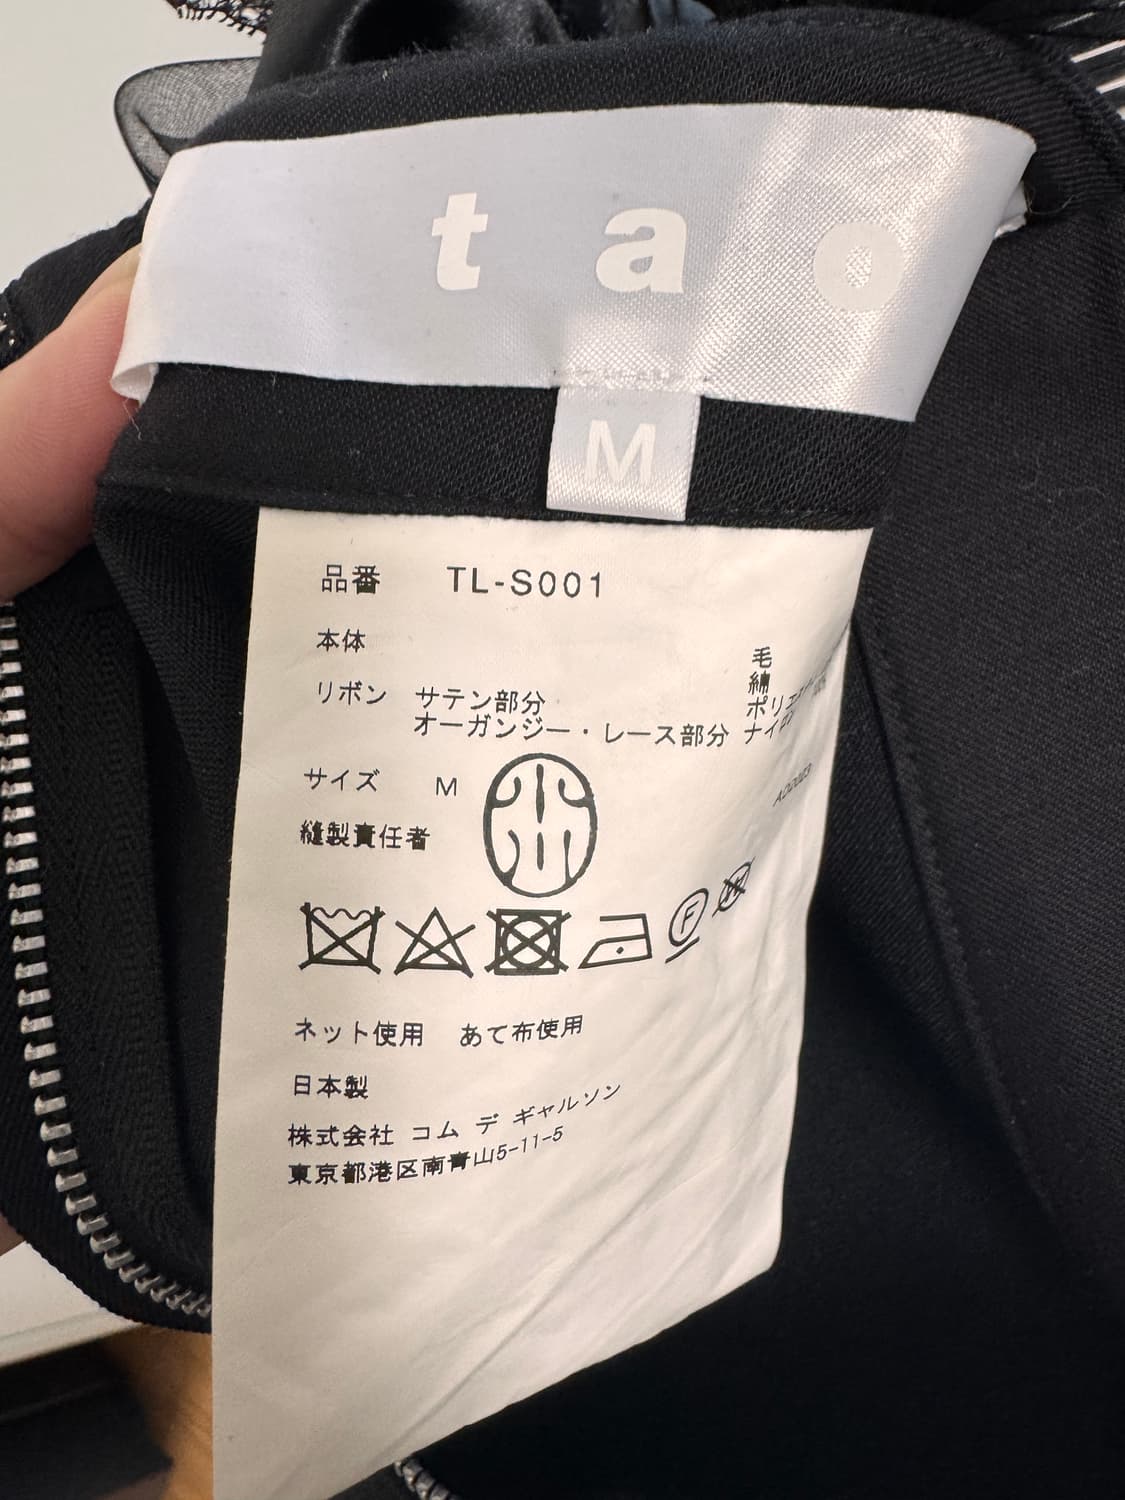 tao
M
品番 TL-S001
本体 毛
綿
リボン サテン部分
オーガンジー・レース部分
サイズ M
縫製責任者
F
ネット使用 あて布使用
日本製
株式会社 コム デ ギャルソン
東京都港区南青山5-11-5